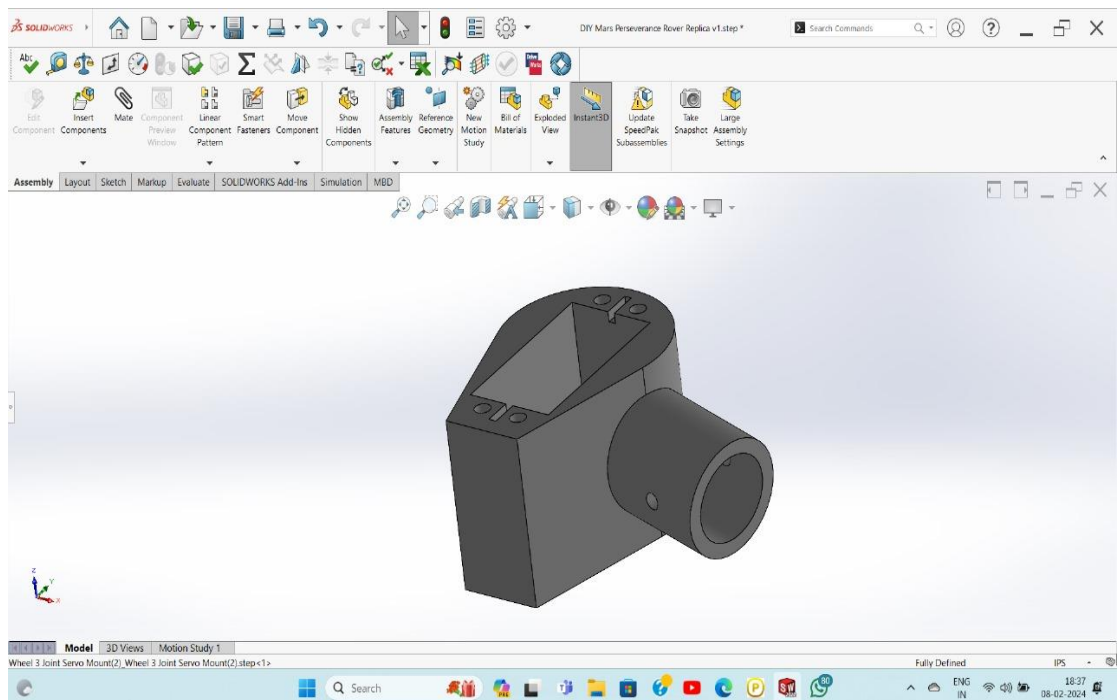 SOLIDWORKS
DIY Mars Perseverance Rover Replica v1.step *
Search Commands
Abc
Drive
Edit Component
Insert Components
Mate
Component Preview Window
Linear Component Pattern
Smart Fasteners
Move Component
Show Hidden Components
Assembly Features
Reference Geometry
New Motion Study
Bill of Materials
Exploded View
Instant3D
Update SpeedPak Subassemblies
Take Snapshot
Large Assembly Settings
Assembly Layout Sketch Markup Evaluate SOLIDWORKS Add-Ins Simulation MBD
Z
Y
X
Model 3D Views Motion Study 1
Wheel 3 Joint Servo Mount(2)_Wheel 3 Joint Servo Mount(2).step<1>
Fully Defined
IPS
Search
SW
80
ENG
IN
18:37
08-02-2024